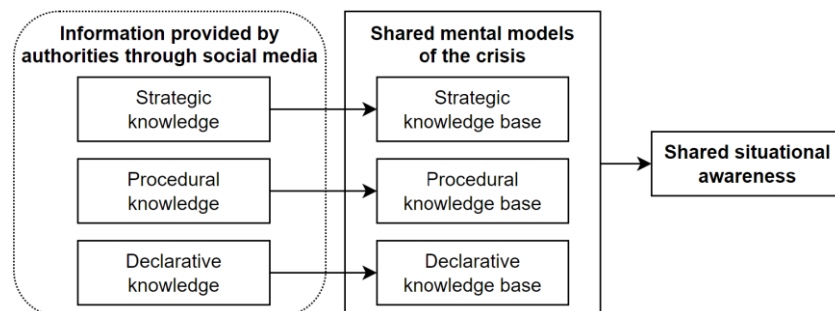 Information provided by
authorities through social media
Strategic
knowledge
Procedural
knowledge
Declarative
knowledge
Shared mental models
of the crisis
Strategic
knowledge base
Procedural
knowledge base
Declarative
knowledge base
Shared situational
awareness